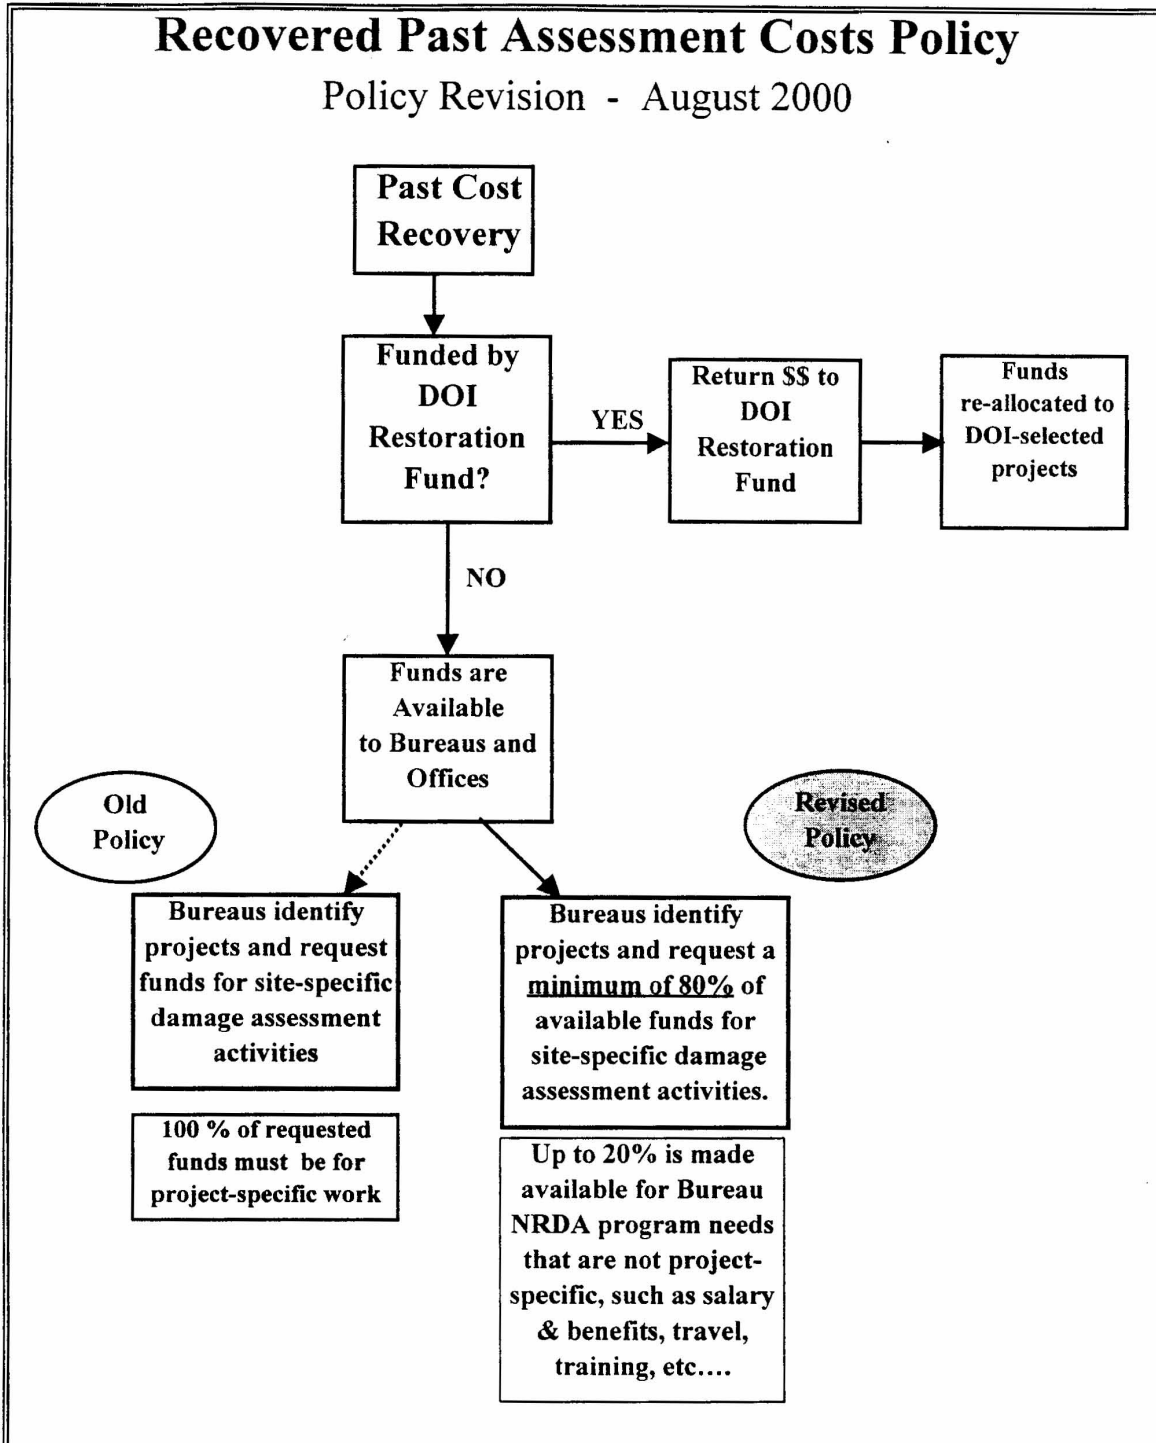 Recovered Past Assessment Costs Policy
Policy Revision - August 2000
Past Cost
Recovery
Funded by
DOI
Restoration
Fund?
YES
Return $$ to
DOI
Restoration
Fund
Funds
re-allocated to
DOI-selected
projects
NO
Funds are
Available
to Bureaus and
Offices
Old
Policy
Revised
Policy
Bureaus identify
projects and request
funds for site-specific
damage assessment
activities
100 % of requested
funds must be for
project-specific work
Bureaus identify
projects and request a
minimum of 80% of
available funds for
site-specific damage
assessment activities.
Up to 20% is made
available for Bureau
NRDA program needs
that are not project-
specific, such as salary
& benefits, travel,
training, etc....